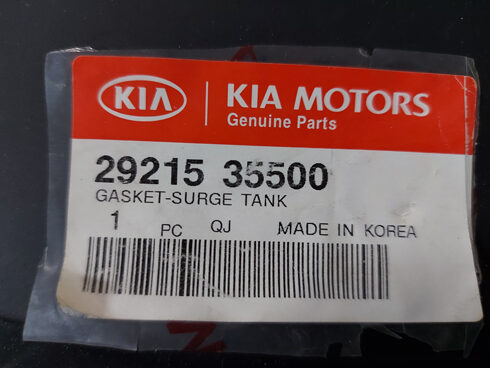 KIA
KIA MOTORS
Genuine Parts
29215 35500
GASKET-SURGE TANK
1 PC QJ MADE IN KOREA